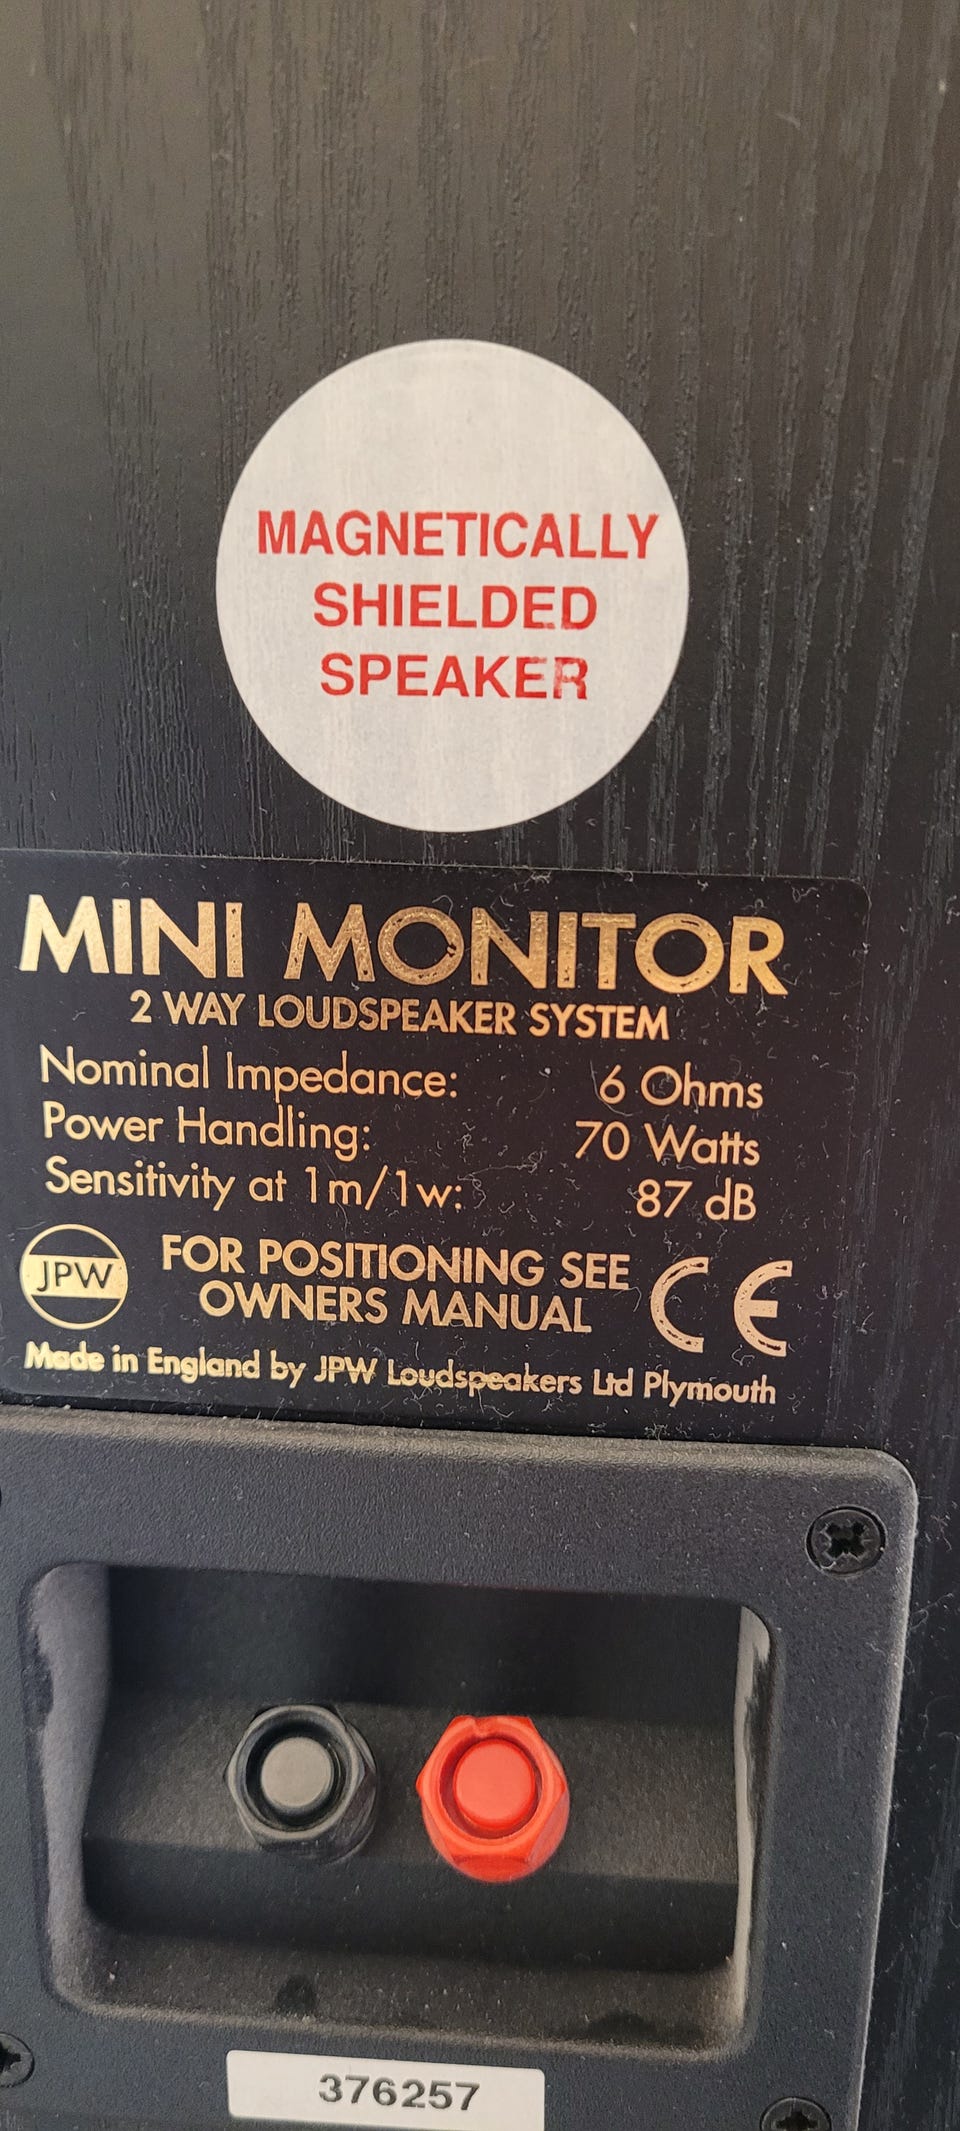 MAGNETICALLY
SHIELDED
SPEAKER
MINI MONITOR
2 WAY LOUDSPEAKER SYSTEM
Nominal Impedance: 6 Ohms
Power Handling: 70 Watts
Sensitivity at 1m/1w: 87 dB
JPW
FOR POSITIONING SEE
OWNERS MANUAL
CE
Made in England by JPW Loudspeakers Ltd Plymouth
376257